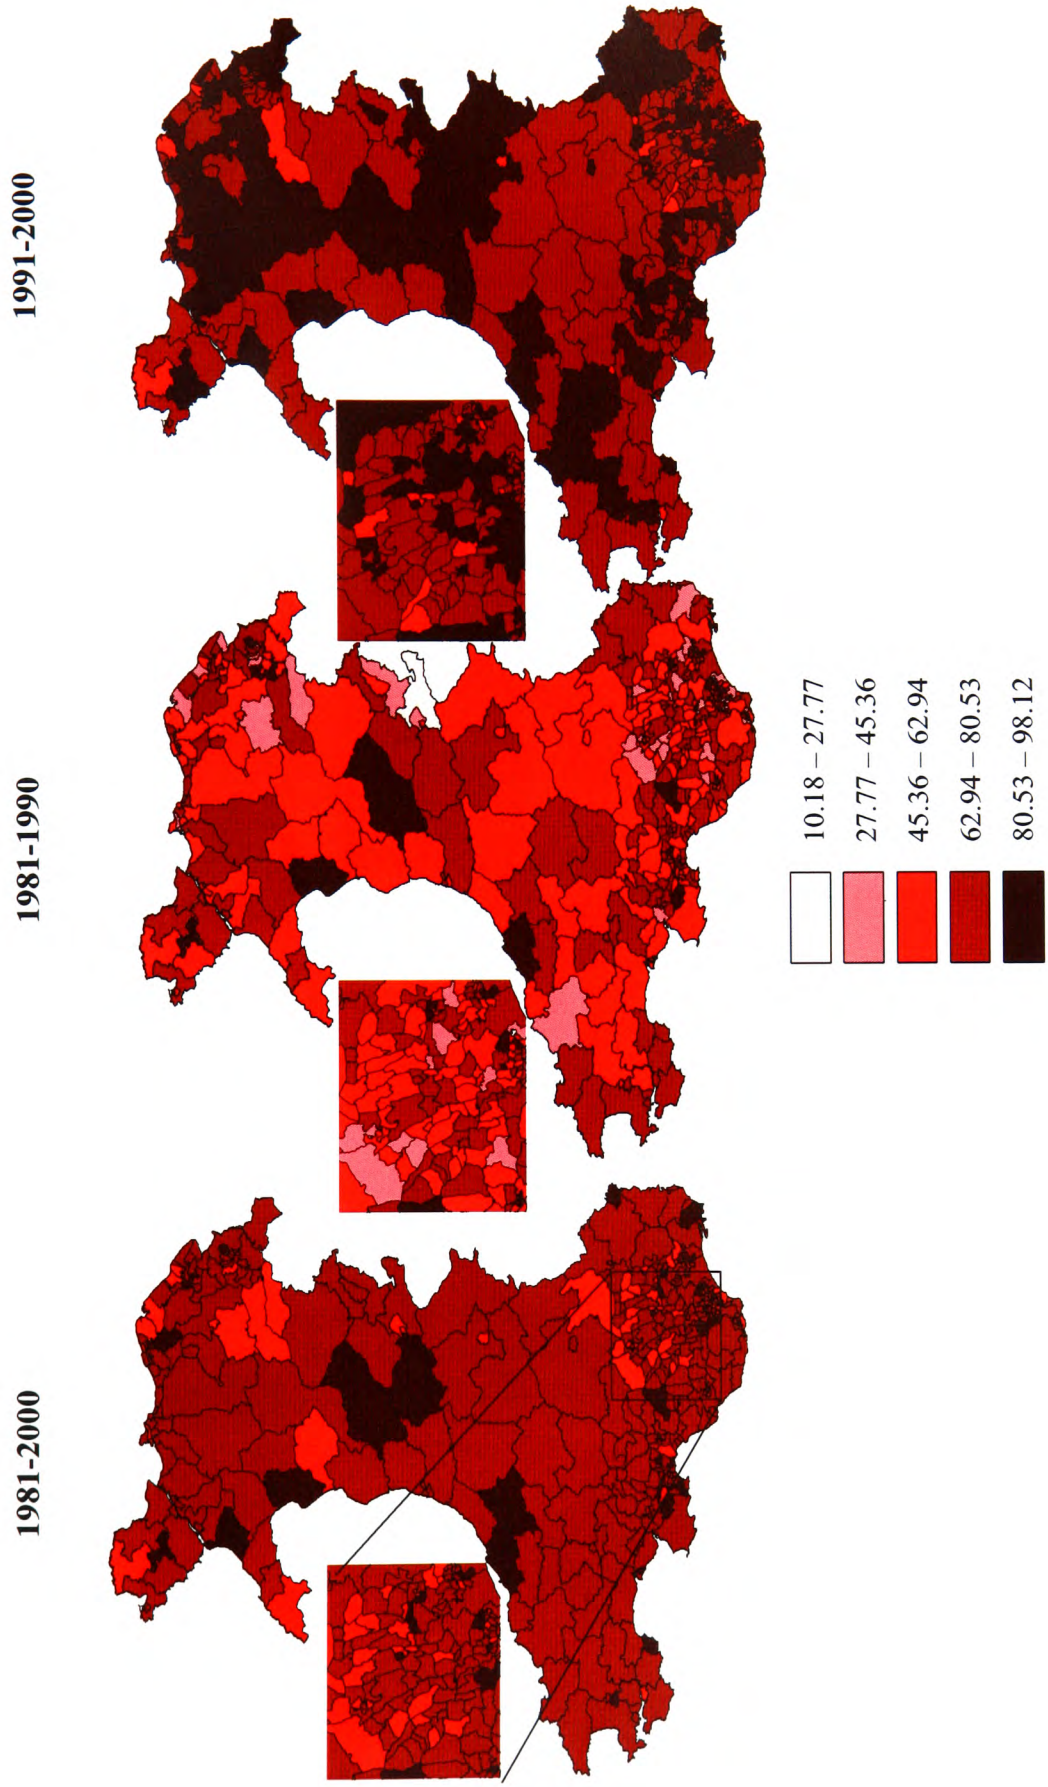 1981-2000
1981-1990
1991-2000
10.18 – 27.77
27.77 – 45.36
45.36 – 62.94
62.94 – 80.53
80.53 – 98.12